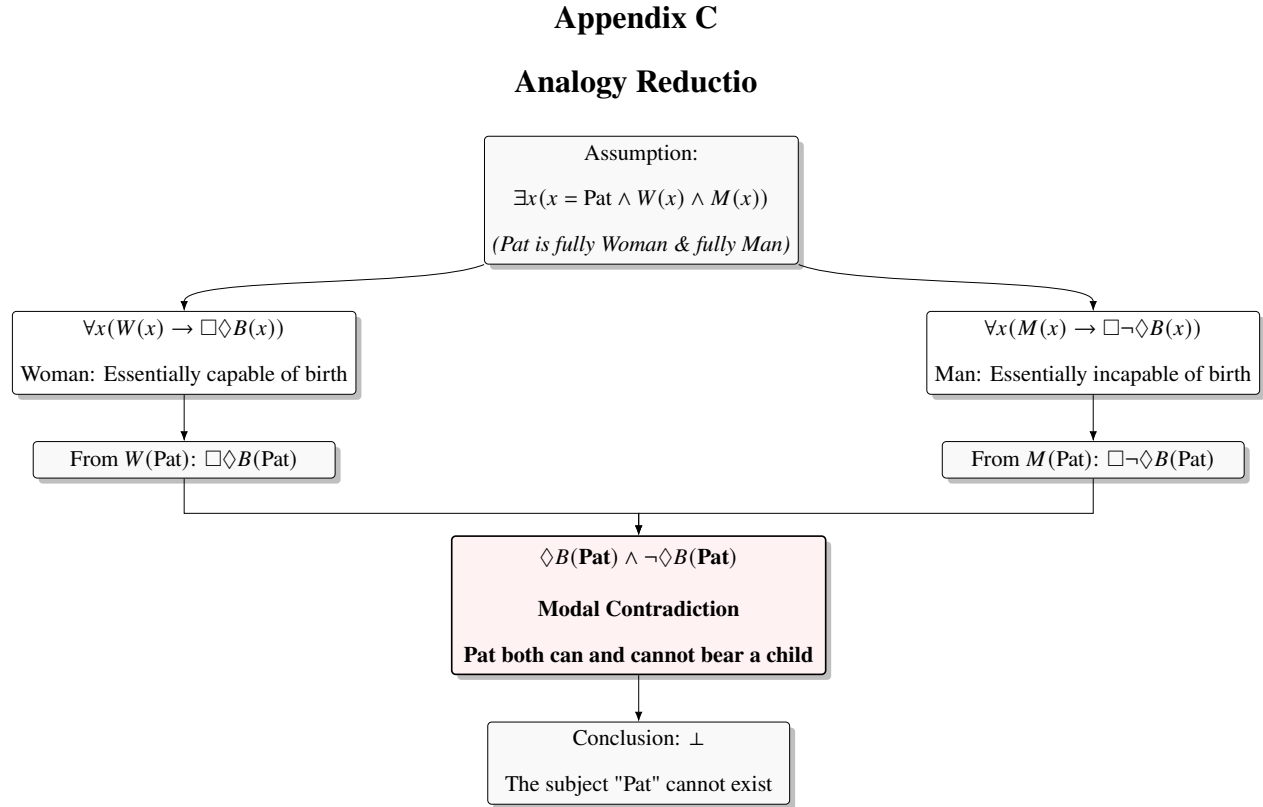 Appendix C
Analogy Reductio
Assumption:
∃x(x = Pat ∧ W(x) ∧ M(x))
(Pat is fully Woman & fully Man)
∀x(W(x) → □◊B(x))
Woman: Essentially capable of birth
∀x(M(x) → □¬◊B(x))
Man: Essentially incapable of birth
From W(Pat): □◊B(Pat)
From M(Pat): □¬◊B(Pat)
◊B(Pat) ∧ ¬◊B(Pat)
Modal Contradiction
Pat both can and cannot bear a child
Conclusion: ⊥
The subject "Pat" cannot exist